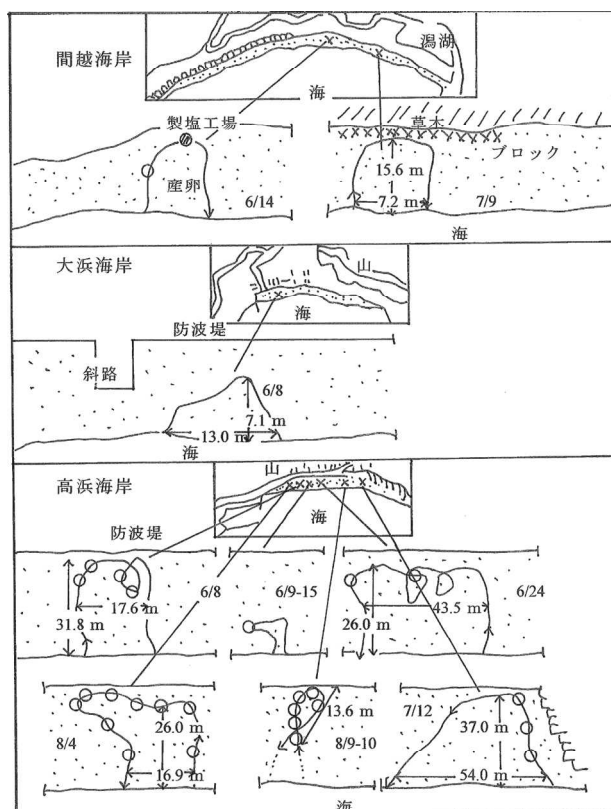 間越海岸
潟湖
海
製塩工場
産卵
6/14
草木
ブロック
15.6 m
7.2 m
7/9
海
大浜海岸
山
海
防波堤
斜路
6/8
7.1 m
13.0 m
海
高浜海岸
山
海
防波堤
17.6 m
31.8 m
6/8
6/9-15
43.5 m
26.0 m
6/24
8/4
26.0 m
16.9 m
13.6 m
8/9-10
7/12
37.0 m
54.0 m
海